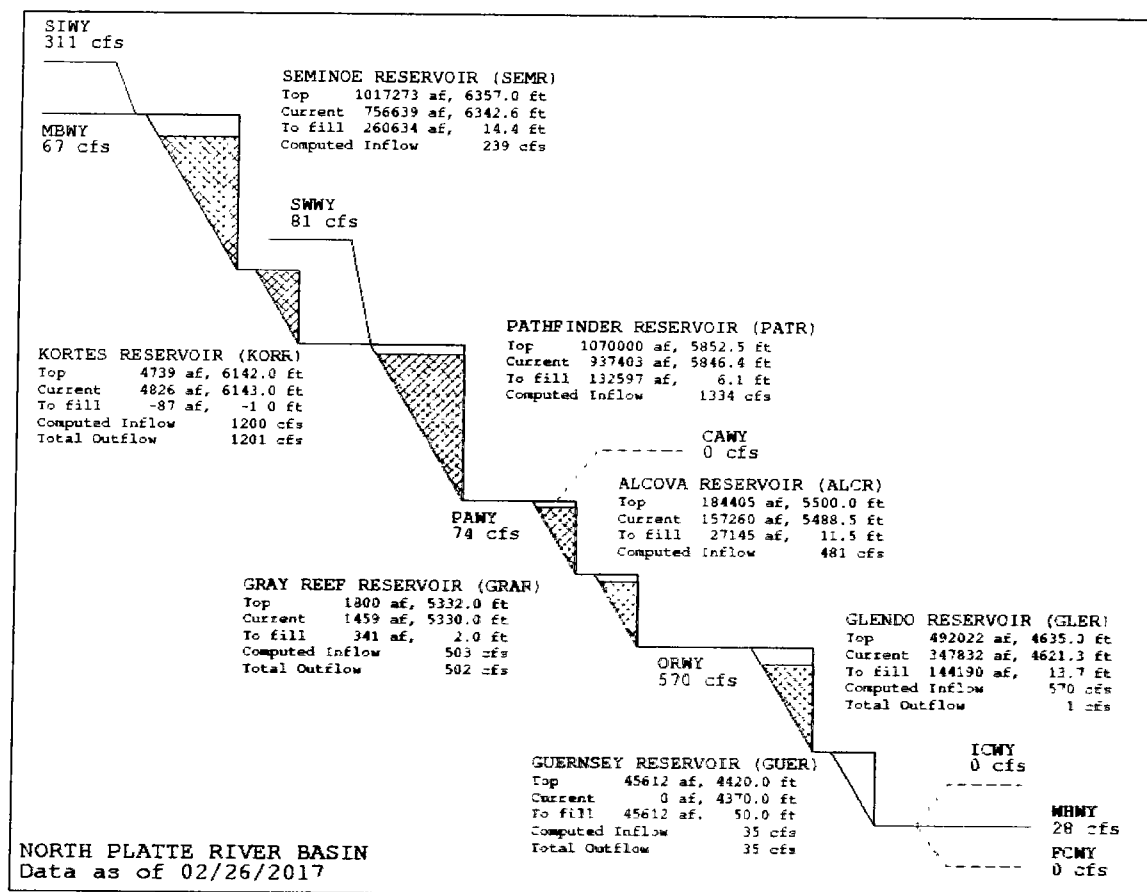 SIWY
311 cfs
SEMINOE RESERVOIR (SEMR)
Top 1017273 af, 6357.0 ft
Current 756639 af, 6342.6 ft
To fill 260634 af, 14.4 ft
Computed Inflow 239 cfs
MBWY
67 cfs
SWWY
81 cfs
PATHFINDER RESERVOIR (PATR)
Top 1070000 af, 5852.5 ft
Current 937403 af, 5846.4 ft
To fill 132597 af, 6.1 ft
Computed Inflow 1334 cfs
KORTES RESERVOIR (KORR)
Top 4739 af, 6142.0 ft
Current 4826 af, 6143.0 ft
To fill -87 af, -1 0 ft
Computed Inflow 1200 cfs
Total Outflow 1201 cfs
CAWY
0 cfs
ALCOVA RESERVOIR (ALCR)
Top 184405 af, 5500.0 ft
Current 157260 af, 5488.5 ft
To fill 27145 af, 11.5 ft
Computed Inflow 481 cfs
PAWY
74 cfs
GRAY REEF RESERVOIR (GRAR)
Top 1800 af, 5332.0 ft
Current 1459 af, 5330.0 ft
To fill 341 af, 2.0 ft
Computed Inflow 503 cfs
Total Outflow 502 cfs
GLENDO RESERVOIR (GLER)
Top 492022 af, 4635.0 ft
Current 347832 af, 4621.3 ft
To fill 144190 af, 13.7 ft
Computed Inflow 570 cfs
Total Outflow 1 cfs
ORWY
570 cfs
GUERNSEY RESERVOIR (GUER)
Top 45612 af, 4420.0 ft
Current 0 af, 4370.0 ft
To fill 45612 af. 50.0 ft
Computed Inflow 35 cfs
Total Outflow 35 cfs
ICWY
0 cfs
WHWY
28 cfs
PCWY
0 cfs
NORTH PLATTE RIVER BASIN
Data as of 02/26/2017